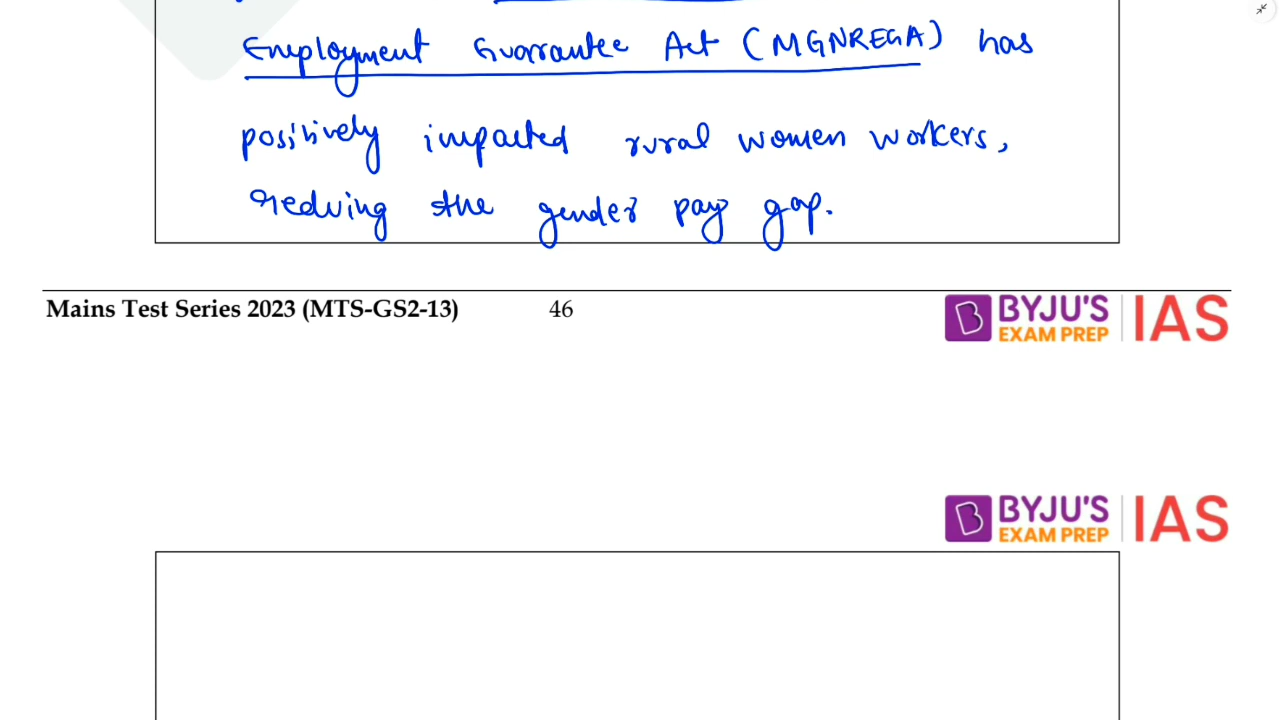 Employment Guarantee Act (MGNREGA) has
positively impacted rural women workers,
reducing the gender pay gap.
Mains Test Series 2023 (MTS-GS2-13) 46
BYJU'S IAS
EXAM PREP
BYJU'S IAS
EXAM PREP